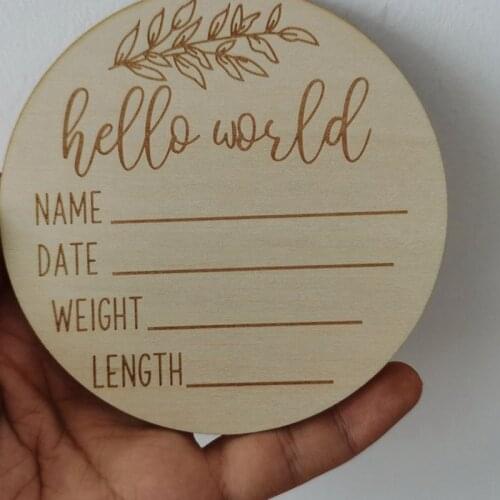 hello world
NAME
DATE
WEIGHT
LENGTH